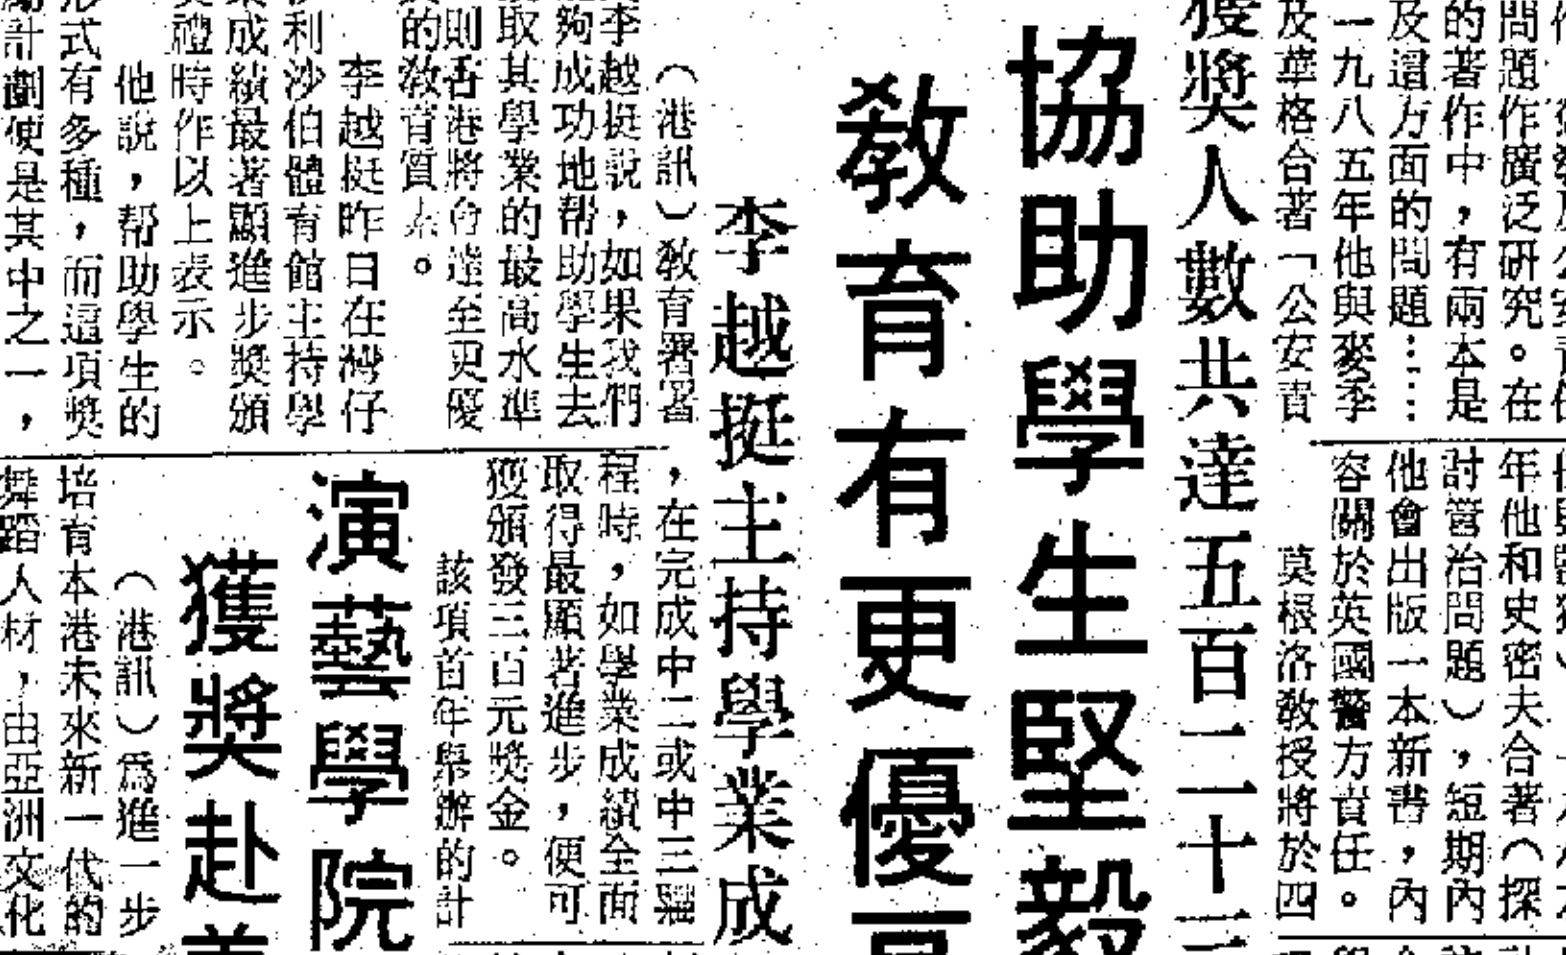 問題作廣泛研究。在
的著作中，有兩本是
及這方面的問題……
一九八五年他與麥季
及華格合著「公安責
年他和史密夫合著（探
討管治問題），短期內
他會出版一本新書，內
容關於英國警方責任。
莫根洛教授將於四
獲獎人數共達五百二十三
協助學生堅毅
教育有更優
李越挺主持學業成
（港訊）教育署署
李越挺説，如果我們
夠成功地帮助學生去
取其學業的最高水準
則香港將會達至更優
的教育質素。
李越挺昨日在灣仔
利沙伯體育館主持學
成績最著顯進步獎頒
禮時作以上表示。
他説，帮助學生的
形式有多種，而這項獎
計劃便是其中之一，
，在完成中二或中三課
程時，如學業成績全面
取得最顯著進步，便可
獲頒發三百元獎金。
該項首年舉辦的計
演藝學院
獲獎赴
（港訊）爲進一步
培育本港未來新一代的
舞蹈人材，由亞洲文化